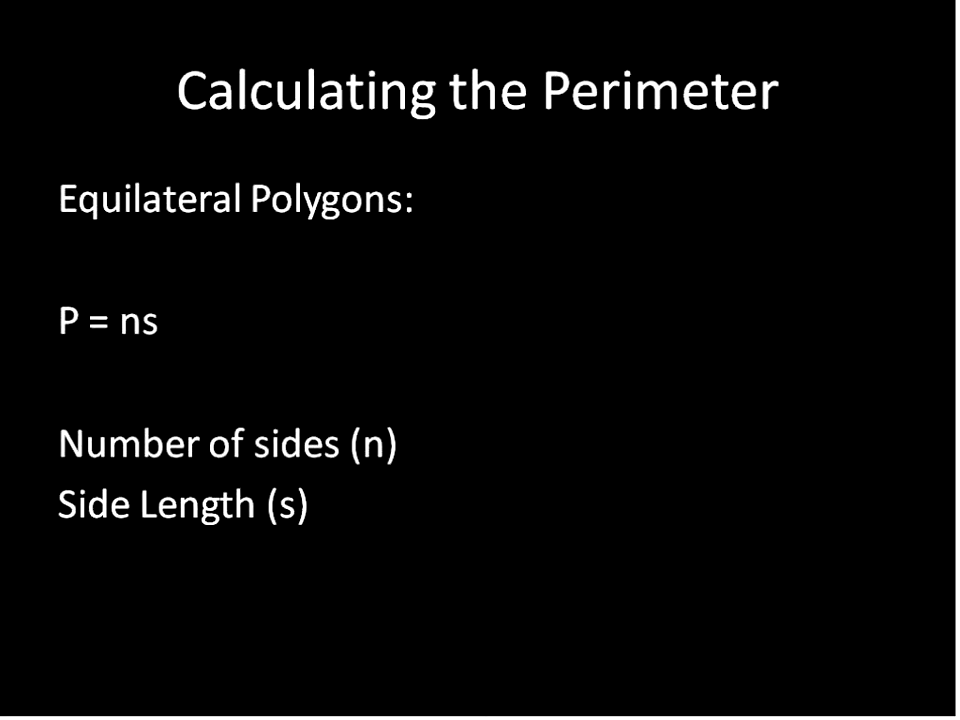 Calculating the Perimeter
Equilateral Polygons:
P = ns
Number of sides (n)
Side Length (s)